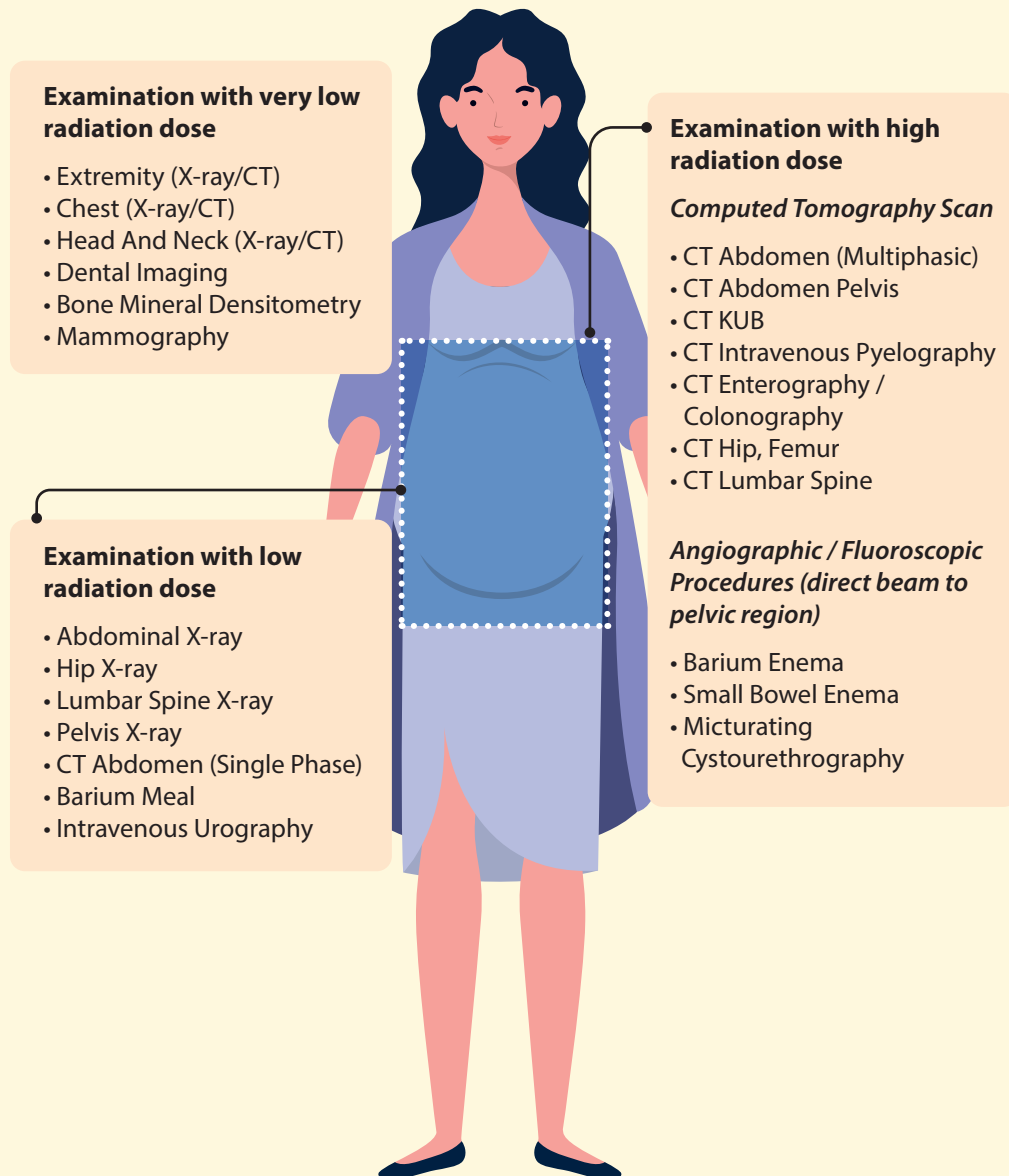 Examination with very low
radiation dose
• Extremity (X-ray/CT)
• Chest (X-ray/CT)
• Head And Neck (X-ray/CT)
• Dental Imaging
• Bone Mineral Densitometry
• Mammography
Examination with low
radiation dose
• Abdominal X-ray
• Hip X-ray
• Lumbar Spine X-ray
• Pelvis X-ray
• CT Abdomen (Single Phase)
• Barium Meal
• Intravenous Urography
Examination with high
radiation dose
Computed Tomography Scan
• CT Abdomen (Multiphasic)
• CT Abdomen Pelvis
• CT KUB
• CT Intravenous Pyelography
• CT Enterography /
Colonography
• CT Hip, Femur
• CT Lumbar Spine
Angiographic / Fluoroscopic
Procedures (direct beam to
pelvic region)
• Barium Enema
• Small Bowel Enema
• Micturating
Cystourethrography